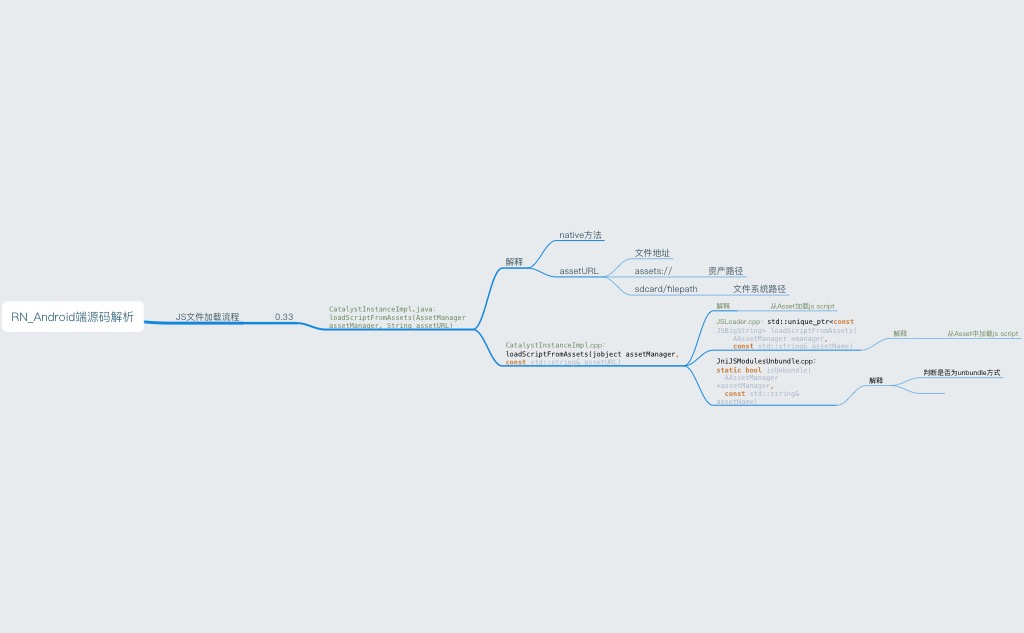 RN_Android端源码解析
JS文件加载流程
0.33
CatalystInstanceImpl.java:
loadScriptFromAssets(AssetManager
assetManager, String assetURL)
解释
native方法
assetURL
文件地址
assets://
资产路径
sdcard/filepath
文件系统路径
CatalystInstanceImpl.cpp:
loadScriptFromAssets(jobject assetManager,
const std::string& assetURL)
解释
从Asset加载js script
JSLoader.cpp: std::unique_ptr<const
JSBigString> loadScriptFromAssets(
AAssetManager *manager,
const std::string& assetName)
解释
从Asset中加载js script
JniJSModulesUnbundle.cpp:
static bool isUnbundle(
AAssetManager
*assetManager,
const std::string&
assetName)
解释
判断是否为unbundle方式